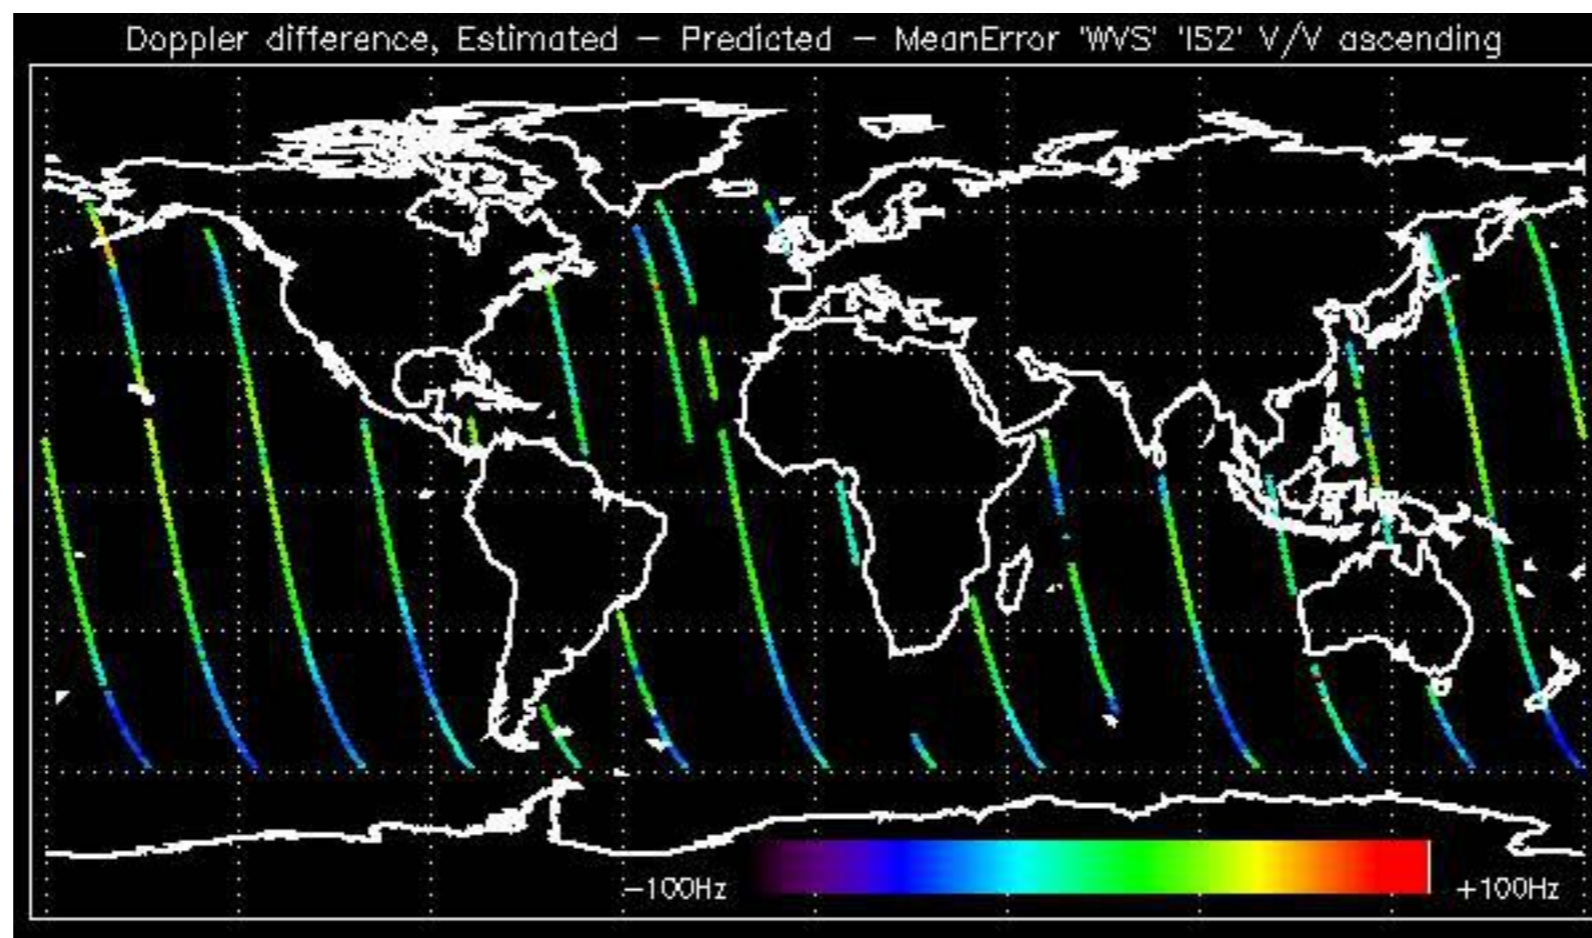 Doppler difference, Estimated – Predicted – MeanError 'WVS' 'IS2' V/V ascending
–100Hz
+100Hz